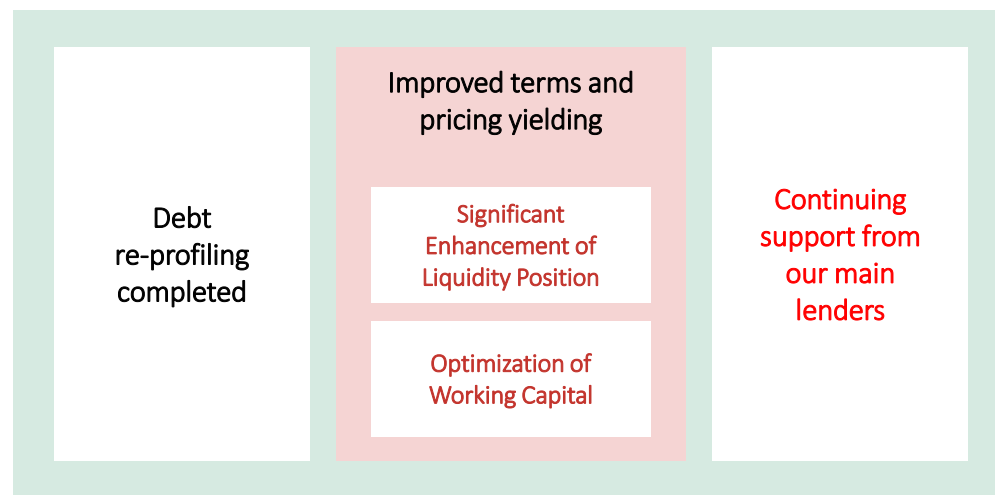 Debt
re-profiling
completed
Improved terms and
pricing yielding
Significant
Enhancement of
Liquidity Position
Optimization of
Working Capital
Continuing
support from
our main
lenders